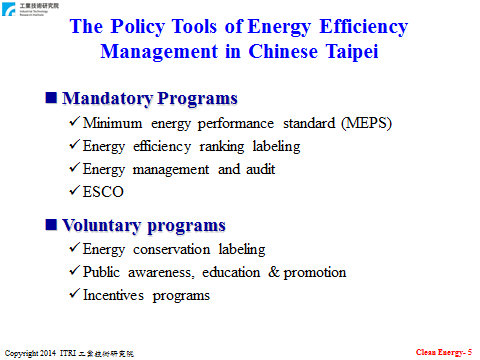 工業技術研究院
Industrial Technology
Research Institute
The Policy Tools of Energy Efficiency
Management in Chinese Taipei
Mandatory Programs
Minimum energy performance standard (MEPS)
Energy efficiency ranking labeling
Energy management and audit
ESCO
Voluntary programs
Energy conservation labeling
Public awareness, education & promotion
Incentives programs
Copyright 2014 ITRI 工業技術研究院
Clean Energy- 5